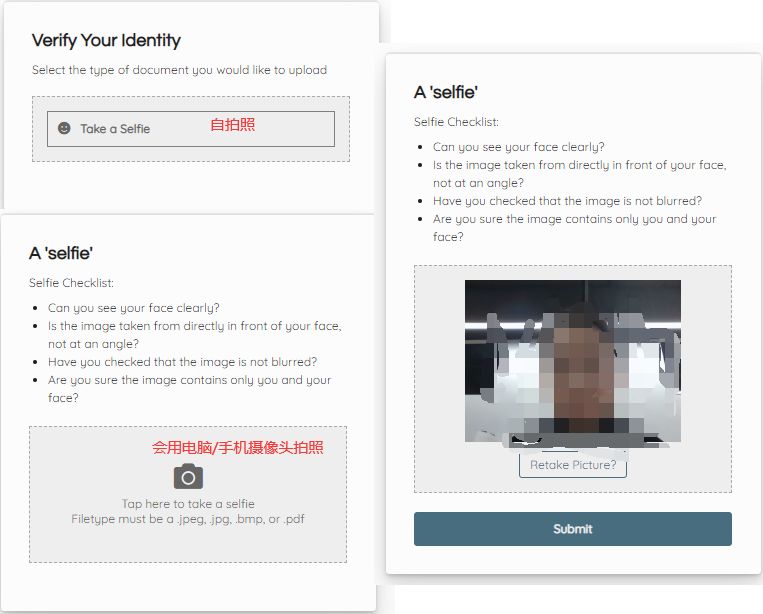 Verify Your Identity
Select the type of document you would like to upload
Take a Selfie
自拍照
A 'selfie'
Selfie Checklist:
Can you see your face clearly?
Is the image taken from directly in front of your face,
not at an angle?
Have you checked that the image is not blurred?
Are you sure the image contains only you and your
face?
会用电脑/手机摄像头拍照
Tap here to take a selfie
Filetype must be a .jpeg, .jpg, .bmp, or .pdf
A 'selfie'
Selfie Checklist:
Can you see your face clearly?
Is the image taken from directly in front of your face,
not at an angle?
Have you checked that the image is not blurred?
Are you sure the image contains only you and your
face?
Retake Picture?
Submit